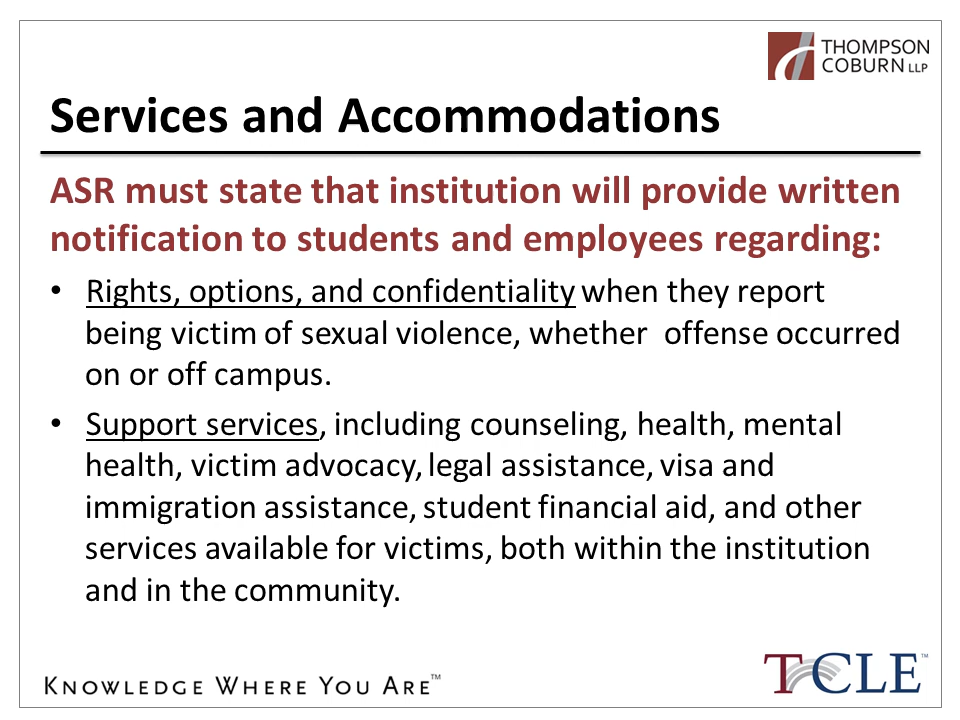 THOMPSON
COBURN LLP
Services and Accommodations
ASR must state that institution will provide written
notification to students and employees regarding:
• Rights, options, and confidentiality when they report
being victim of sexual violence, whether  offense occurred
on or off campus.
• Support services, including counseling, health, mental
health, victim advocacy, legal assistance, visa and
immigration assistance, student financial aid, and other
services available for victims, both within the institution
and in the community.
KNOWLEDGE WHERE YOU ARE™
TCCLE™